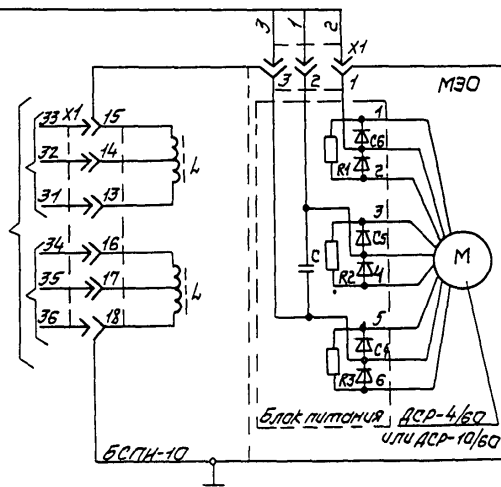 3 1 2
X1
3 2 1
МЭО
33 X1 15
32 14
31 13
L
34 16
35 17
36 18
L
1
C6
R1 2
3
C5
C R2 4
5
C4
R3 6
M
Блок питания
ДСР-4/60
или ДСР-10/60
БСПН-10